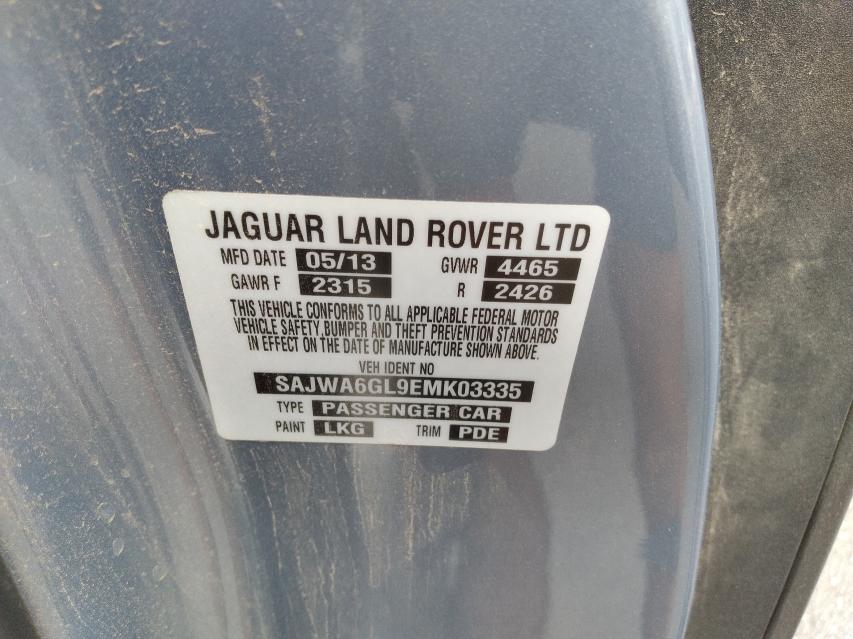 JAGUAR LAND ROVER LTD
MFD DATE 05/13 GVWR 4465
GAWR F 2315 R 2426
THIS VEHICLE CONFORMS TO ALL APPLICABLE FEDERAL MOTOR
VEHICLE SAFETY, BUMPER AND THEFT PREVENTION STANDARDS
IN EFFECT ON THE DATE OF MANUFACTURE SHOWN ABOVE.
VEH IDENT NO
SAJWA6GL9EMK03335
TYPE PASSENGER CAR
PAINT LKG TRIM PDE